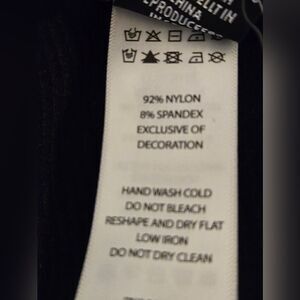 CHINA
92% NYLON
8% SPANDEX
EXCLUSIVE OF
DECORATION
HAND WASH COLD
DO NOT BLEACH
RESHAPE AND DRY FLAT
LOW IRON
DO NOT DRY CLEAN